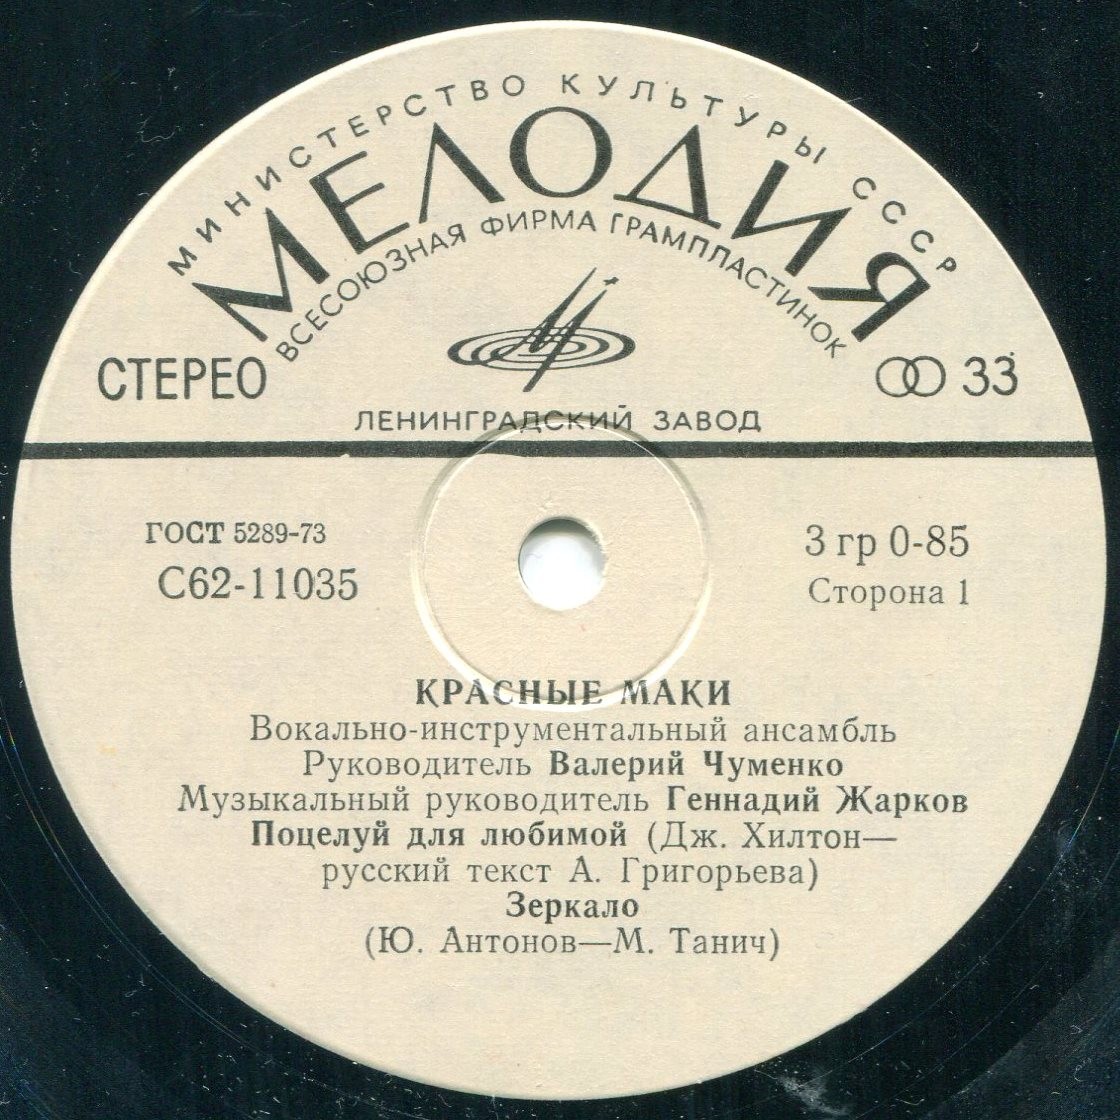 МИНИСТЕРСТВО КУЛЬТУРЫ СССР
МЕЛОДИЯ
ВСЕСОЮЗНАЯ ФИРМА ГРАМПЛАСТИНОК
СТЕРЕО
33
ЛЕНИНГРАДСКИЙ ЗАВОД
ГОСТ 5289-73
3 гр 0-85
С62-11035
Сторона 1
КРАСНЫЕ МАКИ
Вокально-инструментальный ансамбль
Руководитель Валерий Чуменко
Музыкальный руководитель Геннадий Жарков
Поцелуй для любимой (Дж. Хилтон—
русский текст А. Григорьева)
Зеркало
(Ю. Антонов—М. Танич)